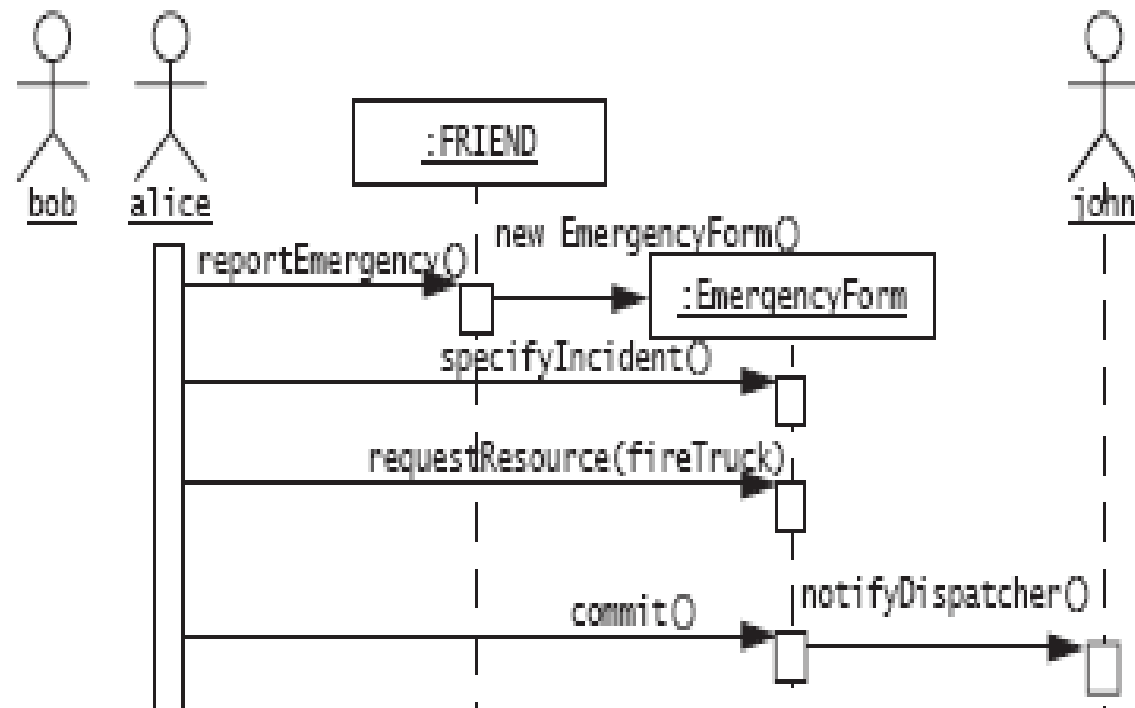 :FRIEND
bob
alice
john
new EmergencyForm()
reportEmergency()
:EmergencyForm
specifyIncident()
requestResource(fireTruck)
notifyDispatcher()
commit()